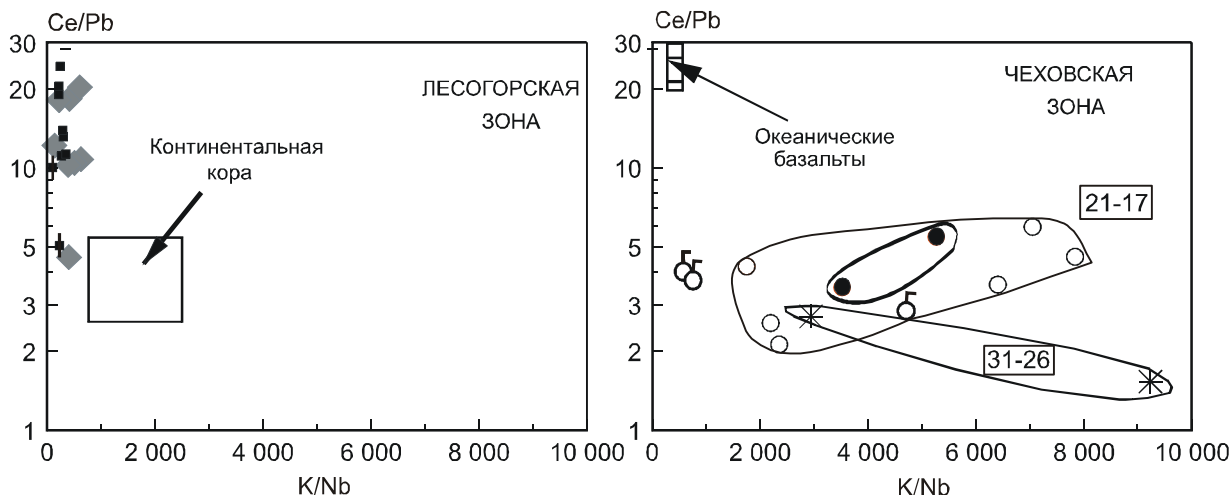 Ce/Pb
30
20
10
5
3
2
1
0
2 000
4 000
6 000
8 000
10 000
K/Nb
ЛЕСОГОРСКАЯ
ЗОНА
Континентальная
кора
Ce/Pb
30
20
10
5
3
2
1
0
2 000
4 000
6 000
8 000
10 000
K/Nb
ЧЕХОВСКАЯ
ЗОНА
Океанические
базальты
21-17
31-26